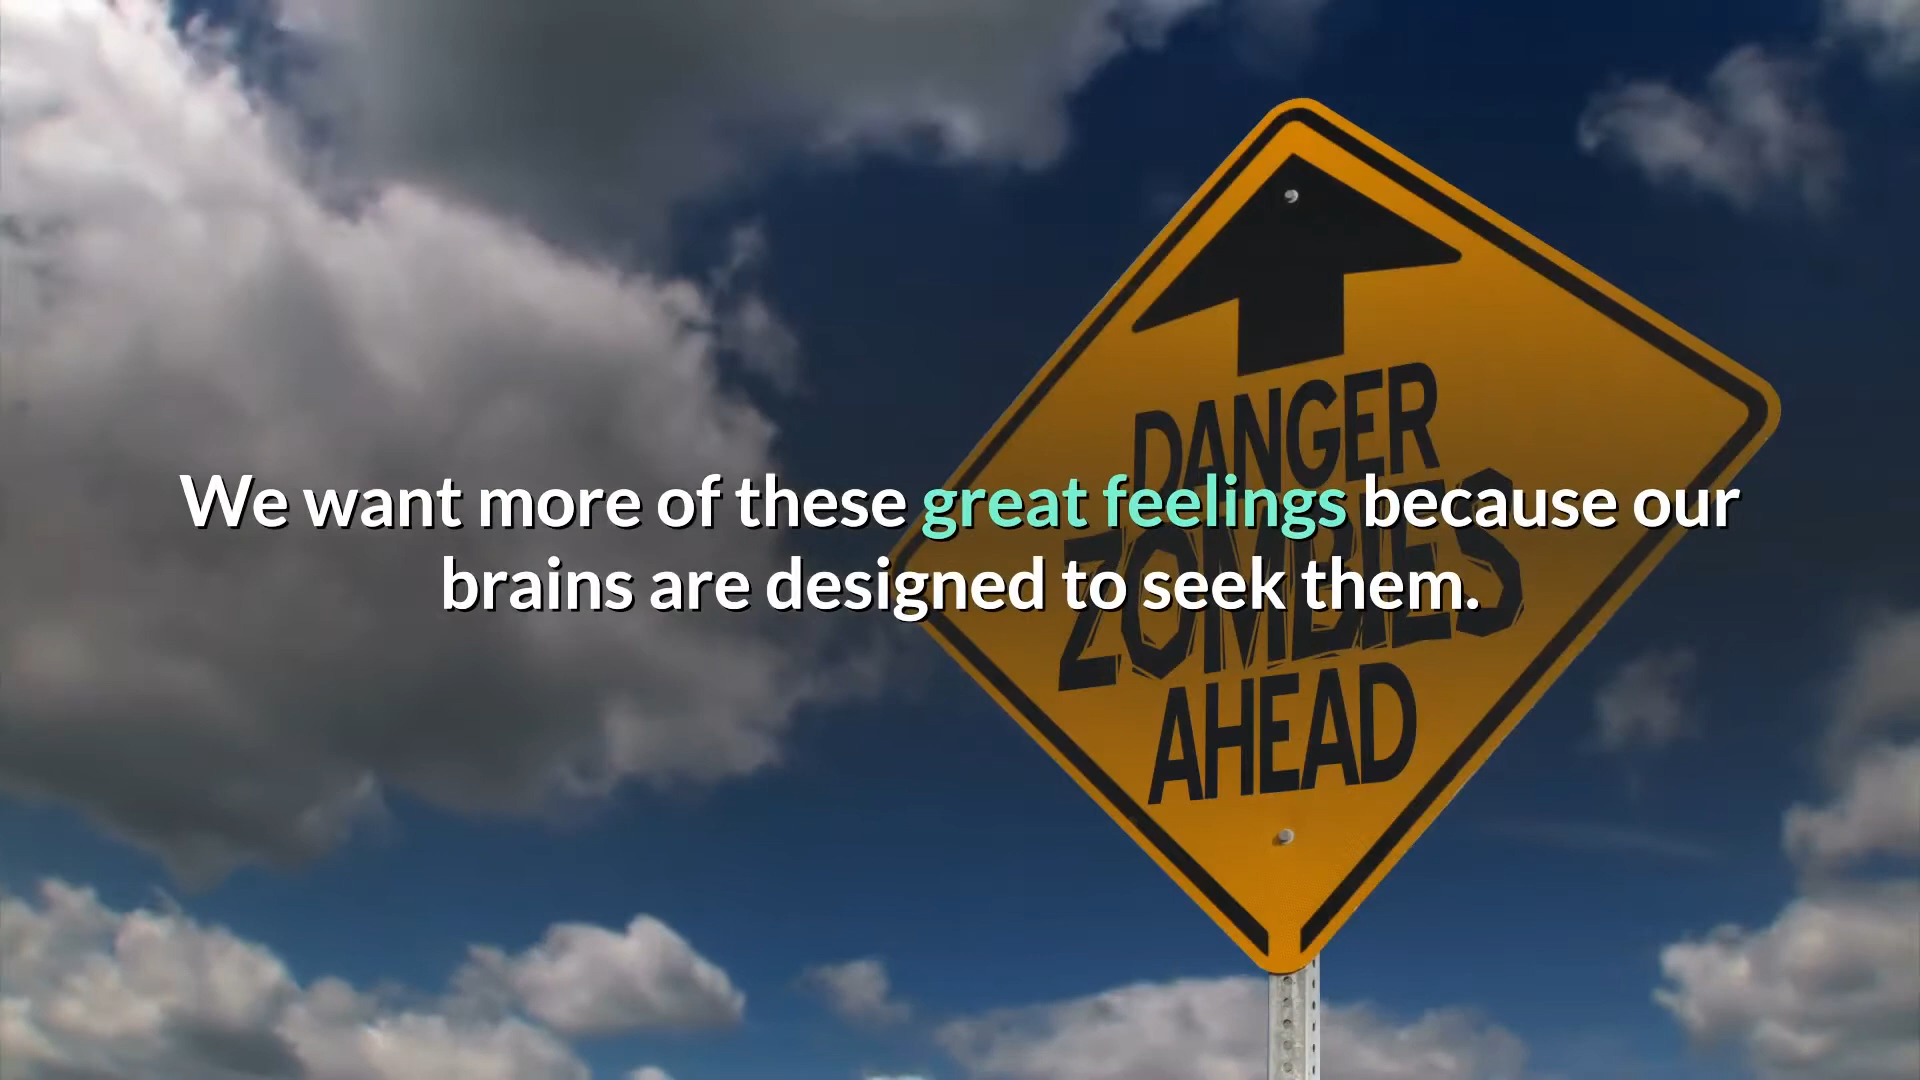 DANGER
We want more of these great feelings because our
ZOMBIES
brains are designed to seek them.
AHEAD